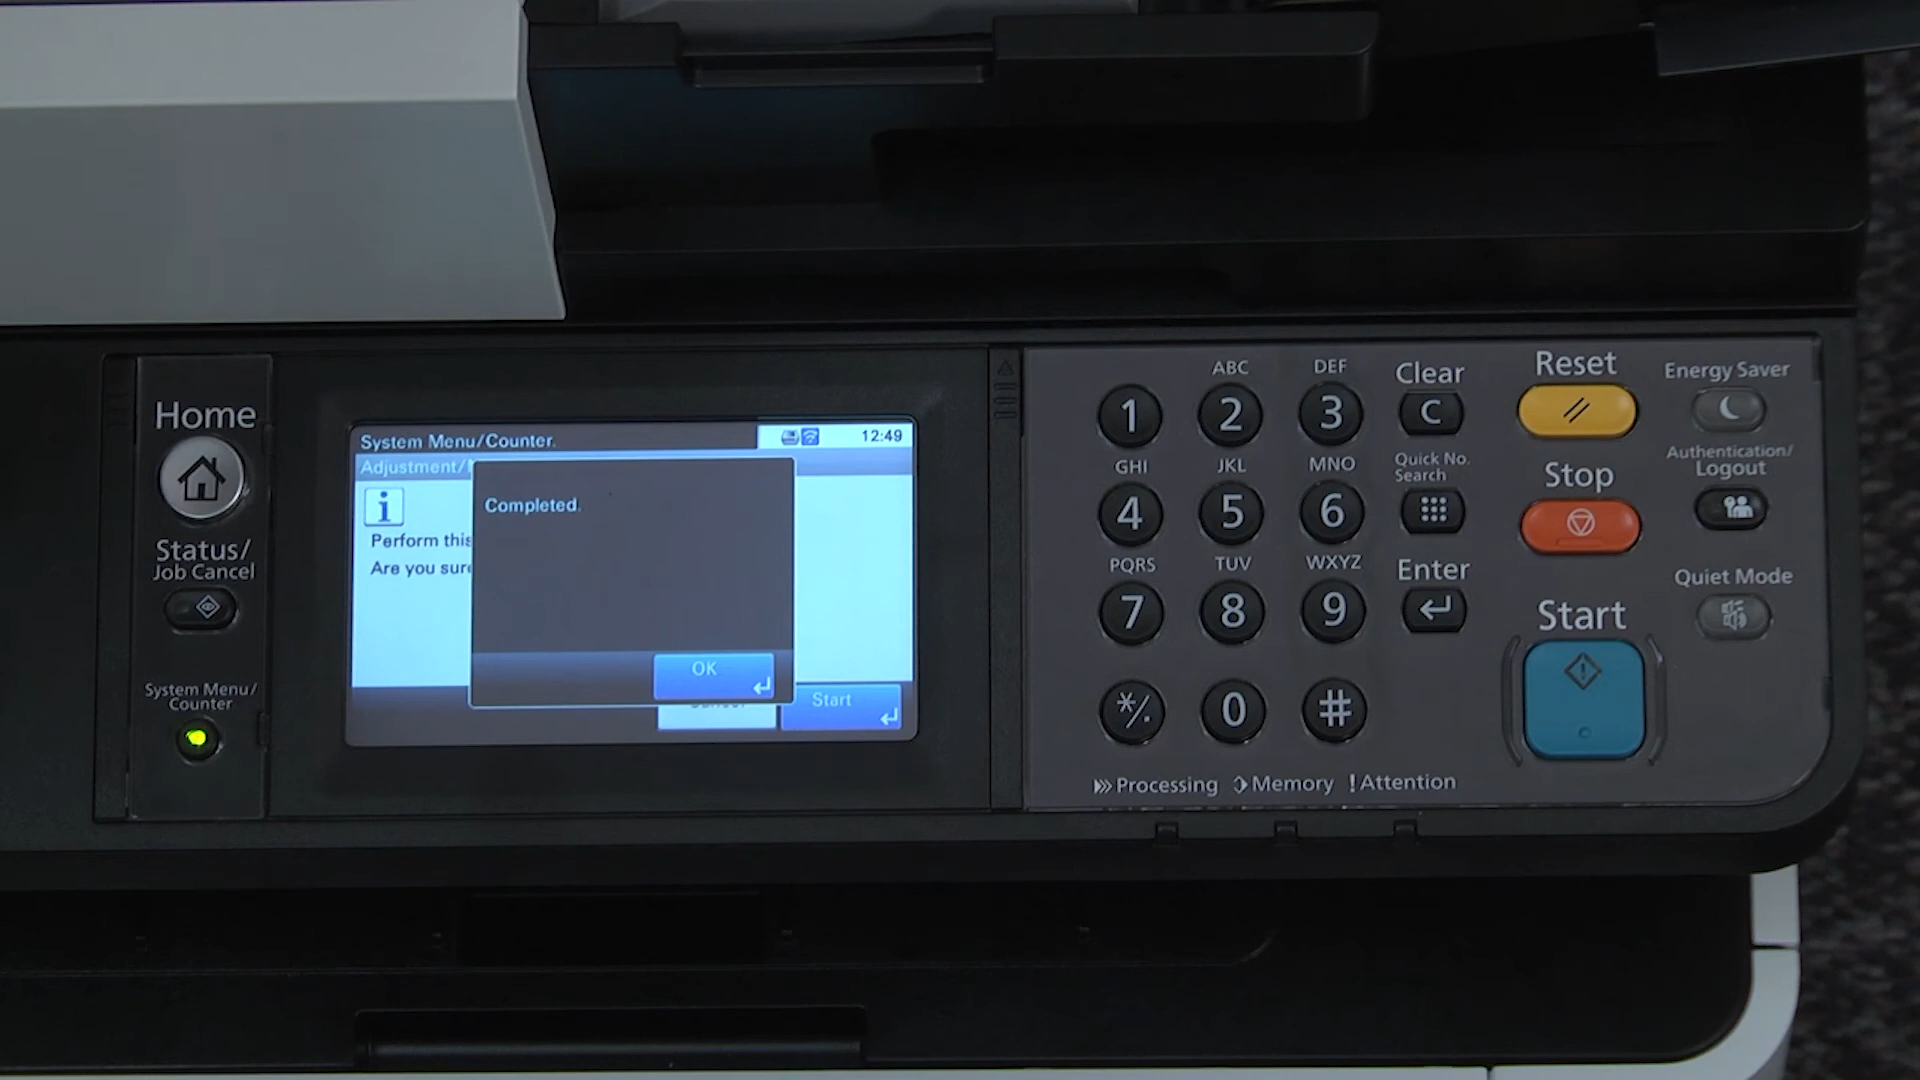 Home
Status/
Job Cancel
System Menu/
Counter
System Menu/Counter.
12:49
Adjustment/
Completed.
Perform this
Are you sure
OK
Start
1
ABC
2
DEF
3
Clear
C
GHI
4
JKL
5
MNO
6
Quick No.
Search
PQRS
7
TUV
8
WXYZ
9
Enter
*/.
0
#
Processing
Memory
!Attention
Reset
Stop
Start
Energy Saver
Authentication/
Logout
Quiet Mode